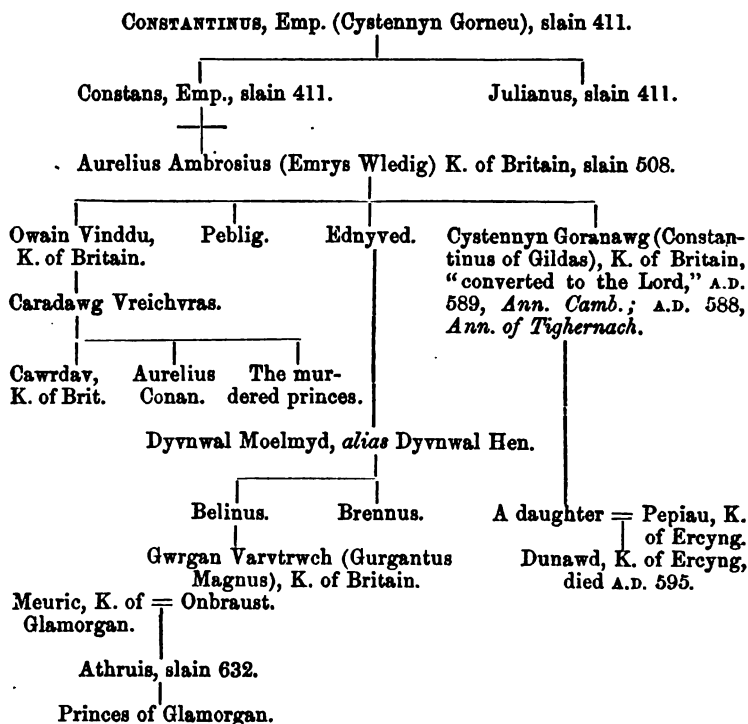 CONSTANTINUS, Emp. (Cystennyn Gorneu), slain 411.
Constans, Emp., slain 411. Julianus, slain 411.
Aurelius Ambrosius (Emrys Wledig) K. of Britain, slain 508.
Owain Vinddu,
K. of Britain.
Peblig.
Ednyved.
Cystennyn Goranawg (Constan-
tinus of Gildas), K. of Britain,
“converted to the Lord,” A.D.
589, Ann. Camb.; A.D. 588,
Ann. of Tighernach.
Caradawg Vreichvras.
Cawrdav,
K. of Brit.
Aurelius
Conan.
The mur-
dered princes.
Dyvnwal Moelmyd, alias Dyvnwal Hen.
Belinus. Brennus.
A daughter = Pepiau, K.
of Ercyng.
Gwrgan Varvtrwch (Gurgantus
Magnus), K. of Britain.
Dunawd, K. of Ercyng,
died A.D. 595.
Meuric, K. of = Onbraust.
Glamorgan.
Athruis, slain 632.
Princes of Glamorgan.